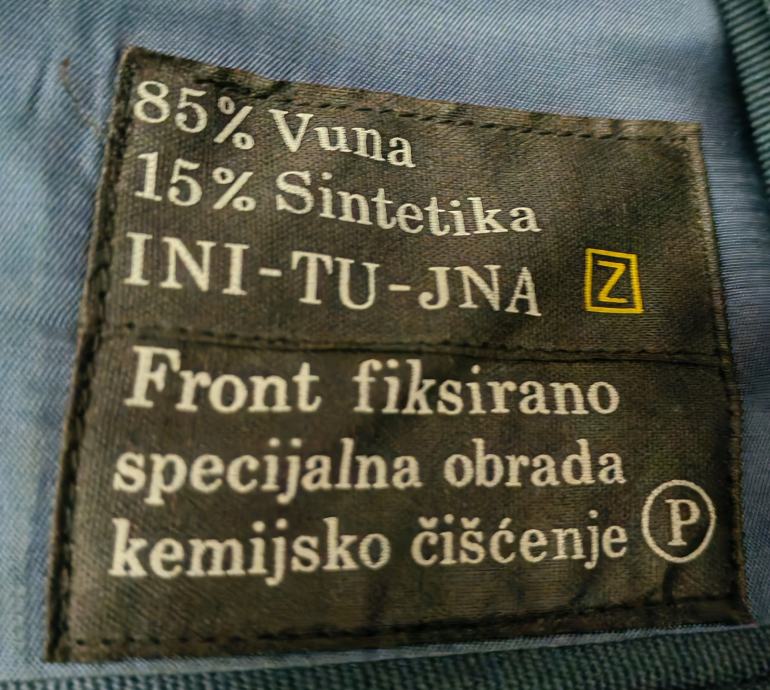 85% Vuna
15% Sintetika
INI-TU-JNA Z
Front fiksirano
specijalna obrada
kemijsko čišćenje P